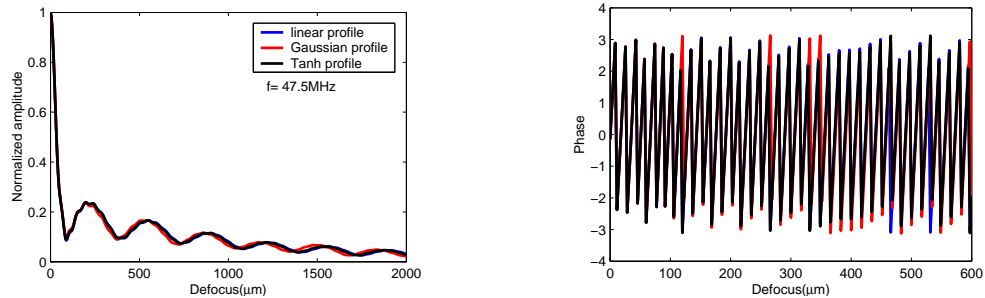 1
0.8
0.6
0.4
0.2
0
0 500 1000 1500 2000
Normalized amplitude
Defocus(μm)
linear profile
Gaussian profile
Tanh profile
f= 47.5MHz
4
3
2
1
0
−1
−2
−3
−4
0 100 200 300 400 500 600
Phase
Defocus(μm)